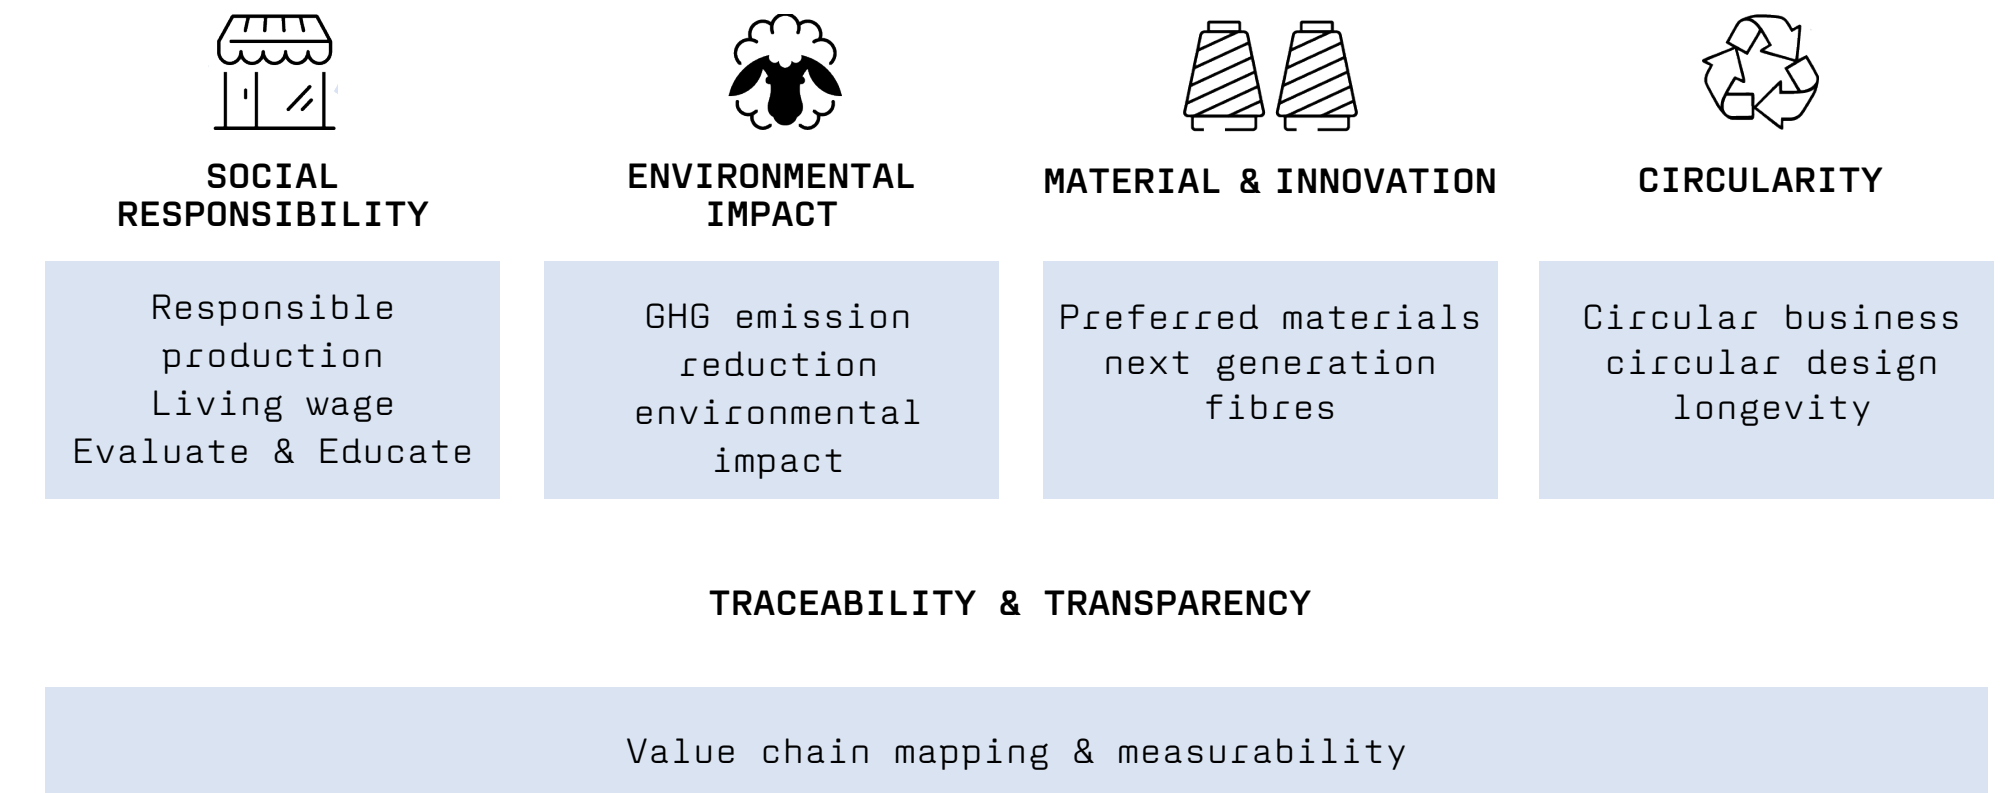 SOCIAL
RESPONSIBILITY
ENVIRONMENTAL
IMPACT
MATERIAL & INNOVATION
CIRCULARITY
Responsible
production
Living wage
Evaluate & Educate
GHG emission
reduction
environmental
impact
Preferred materials
next generation
fibres
Circular business
circular design
longevity
TRACEABILITY & TRANSPARENCY
Value chain mapping & measurability